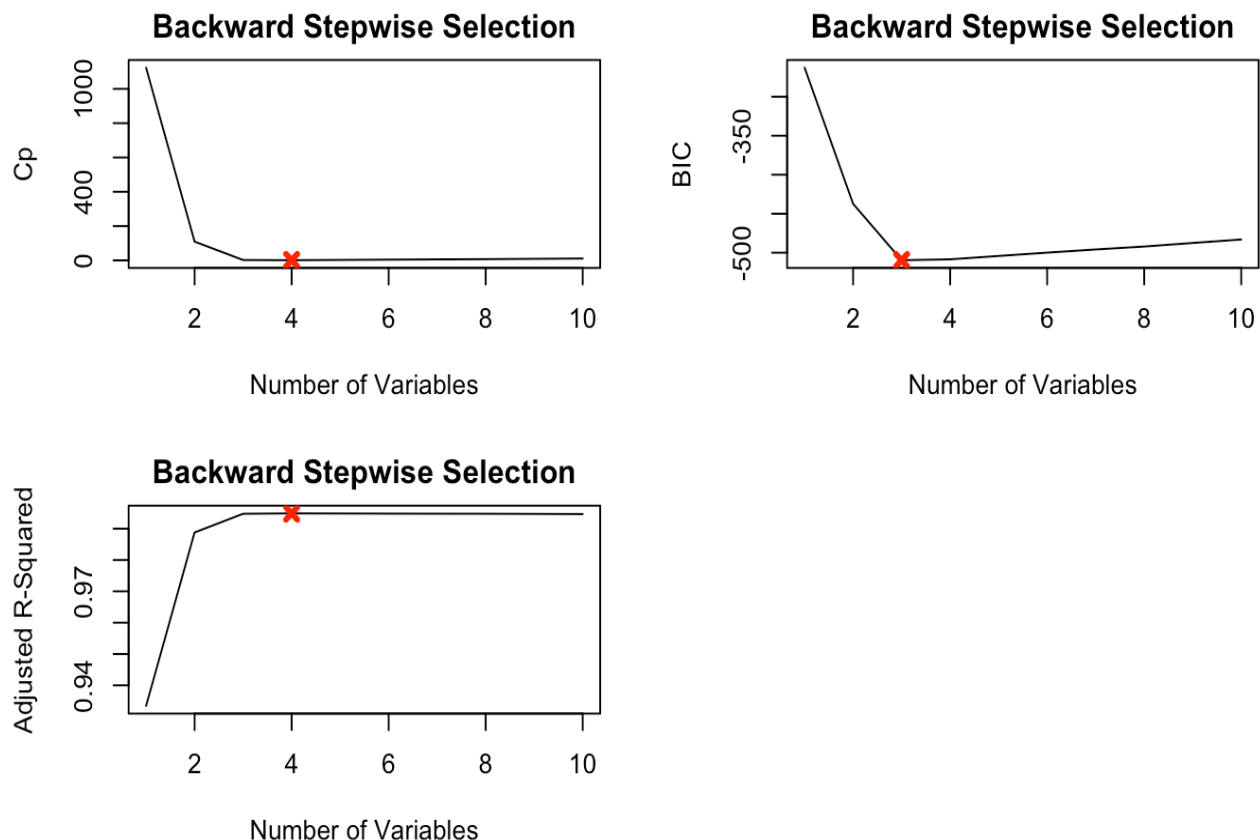 Backward Stepwise Selection
Cp
1000
400
0
2 4 6 8 10
Number of Variables
Backward Stepwise Selection
BIC
-350
-500
2 4 6 8 10
Number of Variables
Backward Stepwise Selection
Adjusted R-Squared
0.97
0.94
2 4 6 8 10
Number of Variables